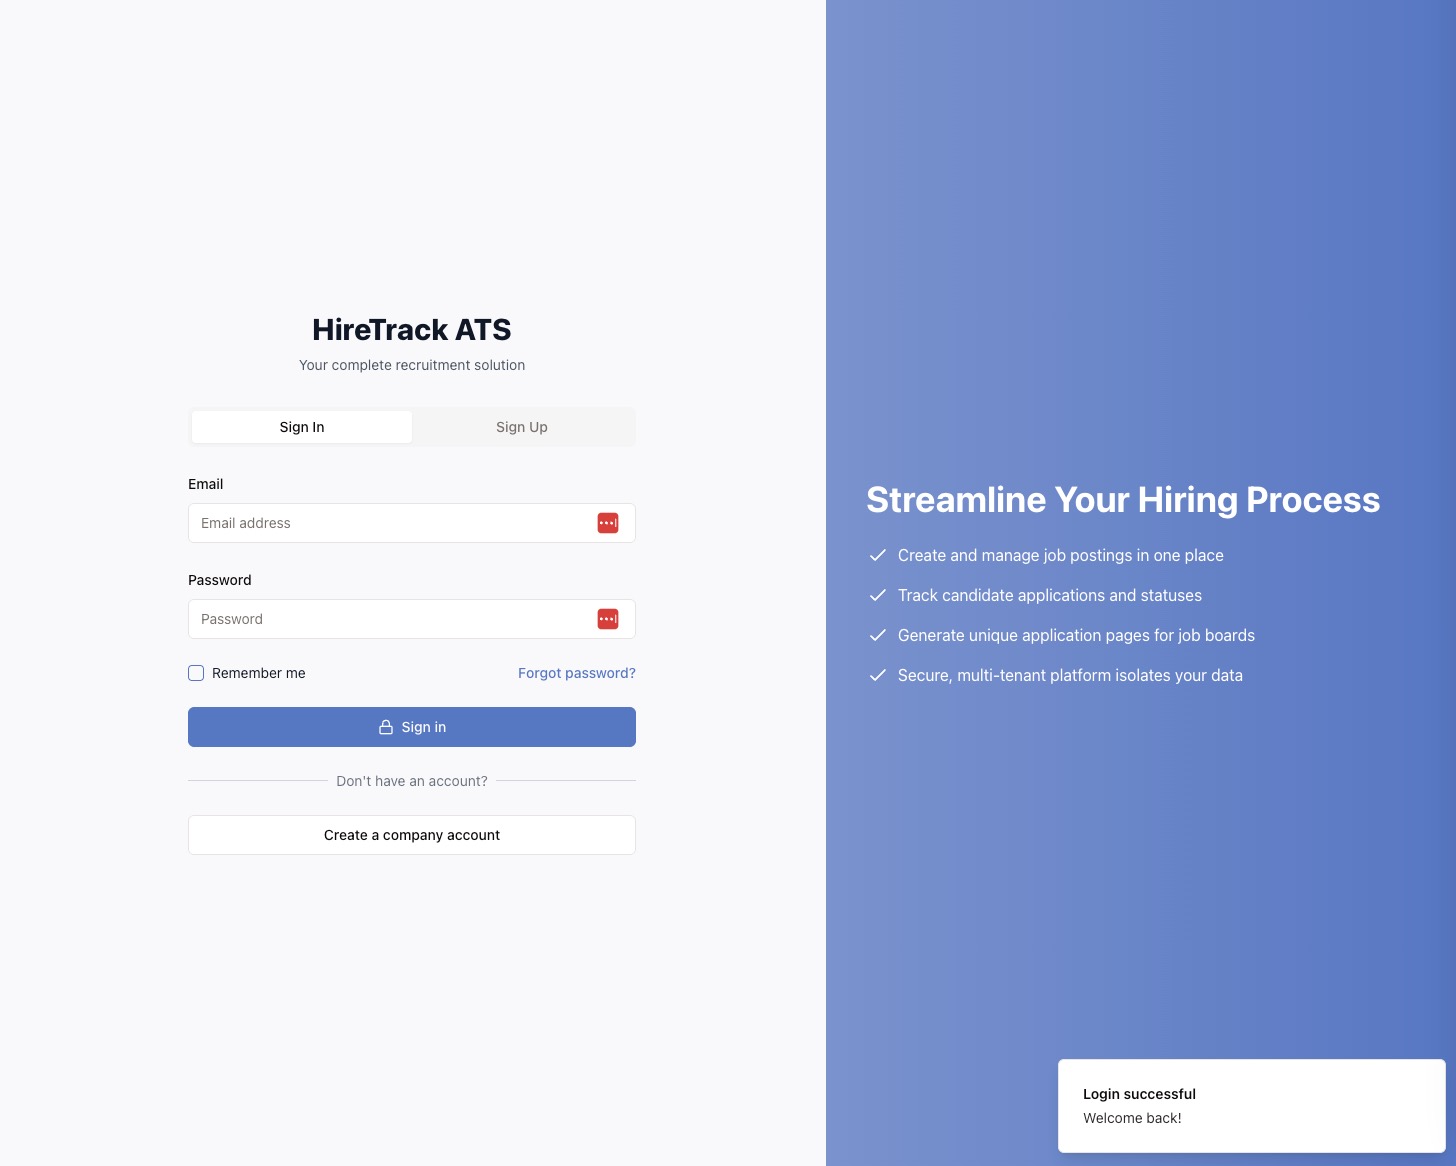 HireTrack ATS
Your complete recruitment solution
Sign In
Sign Up
Email
Email address
Password
Password
Remember me
Forgot password?
Sign in
Don't have an account?
Create a company account
Streamline Your Hiring Process
Create and manage job postings in one place
Track candidate applications and statuses
Generate unique application pages for job boards
Secure, multi-tenant platform isolates your data
Login successful
Welcome back!